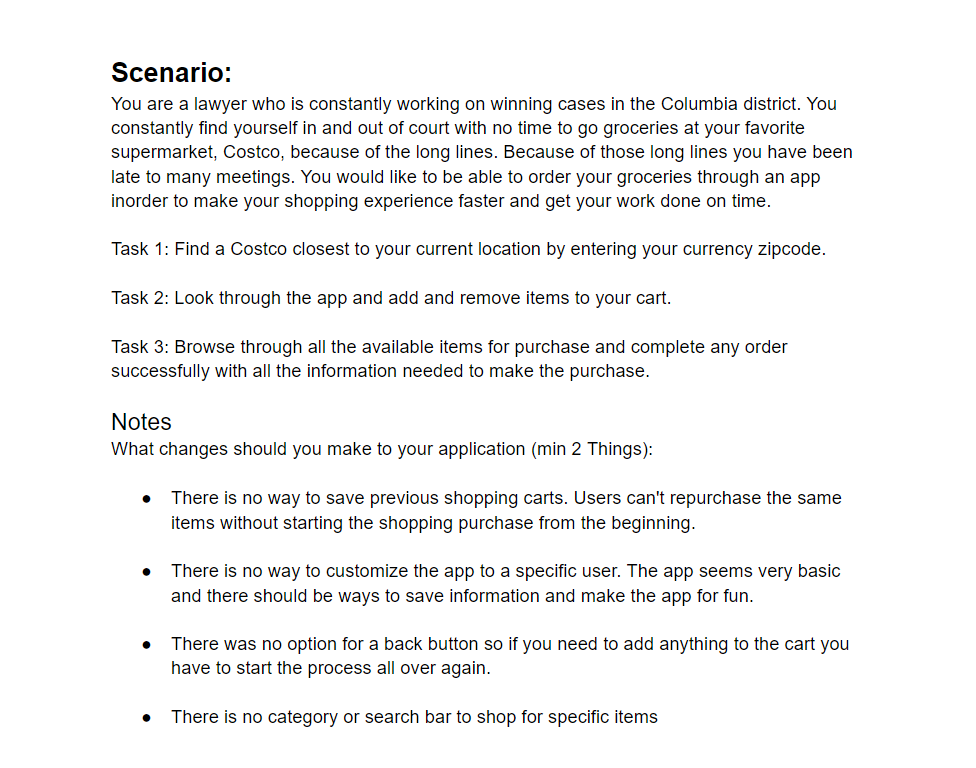 Scenario:
You are a lawyer who is constantly working on winning cases in the Columbia district. You
constantly find yourself in and out of court with no time to go groceries at your favorite
supermarket, Costco, because of the long lines. Because of those long lines you have been
late to many meetings. You would like to be able to order your groceries through an app
inorder to make your shopping experience faster and get your work done on time.
Task 1: Find a Costco closest to your current location by entering your currency zipcode.
Task 2: Look through the app and add and remove items to your cart.
Task 3: Browse through all the available items for purchase and complete any order
successfully with all the information needed to make the purchase.
Notes
What changes should you make to your application (min 2 Things):
● There is no way to save previous shopping carts. Users can't repurchase the same
items without starting the shopping purchase from the beginning.
● There is no way to customize the app to a specific user. The app seems very basic
and there should be ways to save information and make the app for fun.
● There was no option for a back button so if you need to add anything to the cart you
have to start the process all over again.
● There is no category or search bar to shop for specific items